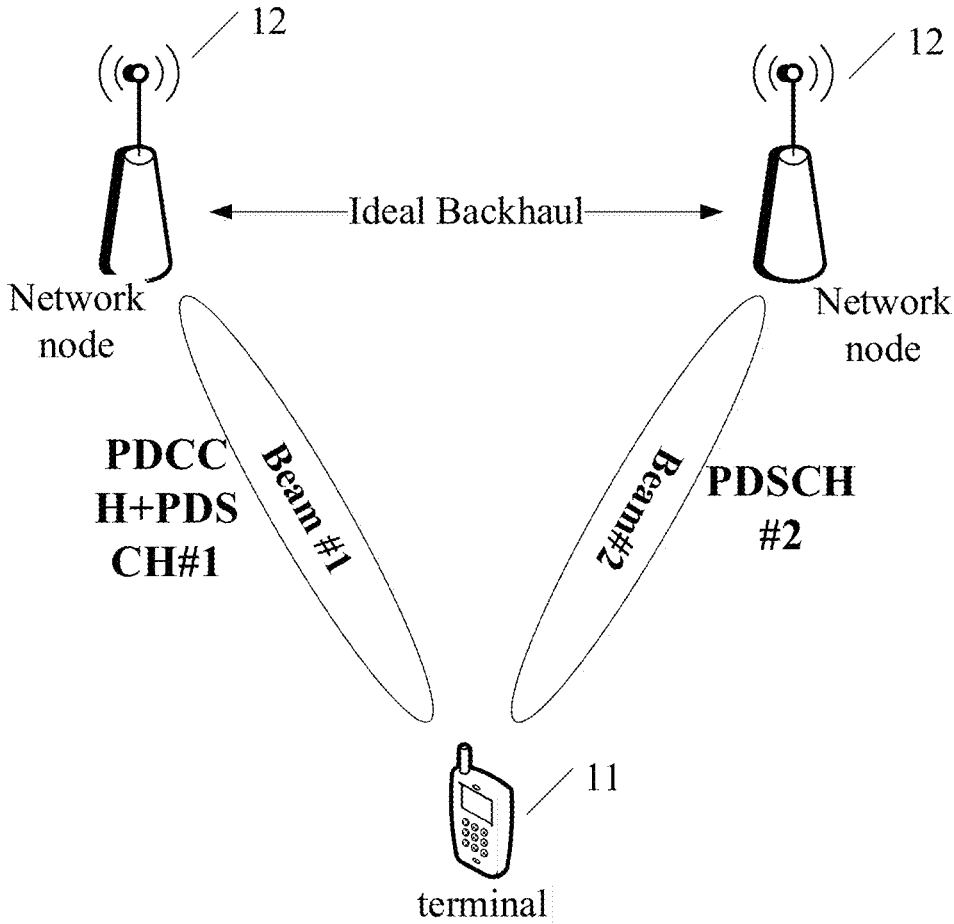 12
12
Ideal Backhaul
Network
node
Network
node
PDCC
H+PDS
CH#1
Beam #1
Beam#2
PDSCH
#2
11
terminal